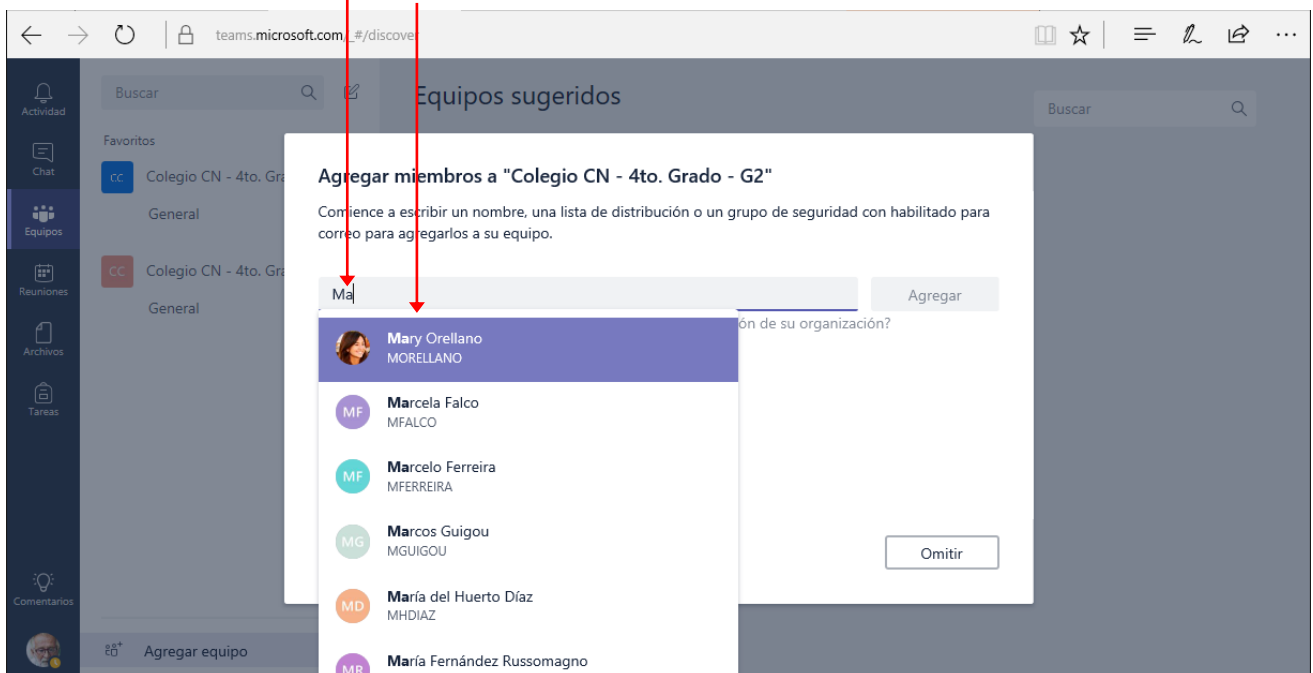 teams.microsoft.com/_#/discover
Actividad
Chat
Equipos
Reuniones
Archivos
Tareas
Comentarios
Buscar
Favoritos
CC Colegio CN - 4to. Gra
General
CC Colegio CN - 4to. Gra
General
Agregar equipo
Equipos sugeridos
Buscar
Agregar miembros a "Colegio CN - 4to. Grado - G2"
Comience a escribir un nombre, una lista de distribución o un grupo de seguridad con habilitado para
correo para agregarlos a su equipo.
Ma
Agregar
ón de su organización?
Mary Orellano
MORELLANO
MF
Marcela Falco
MFALCO
MF
Marcelo Ferreira
MFERREIRA
MG
Marcos Guigou
MGUIGOU
MD
María del Huerto Díaz
MHDIAZ
MR
María Fernández Russomagno
Omitir